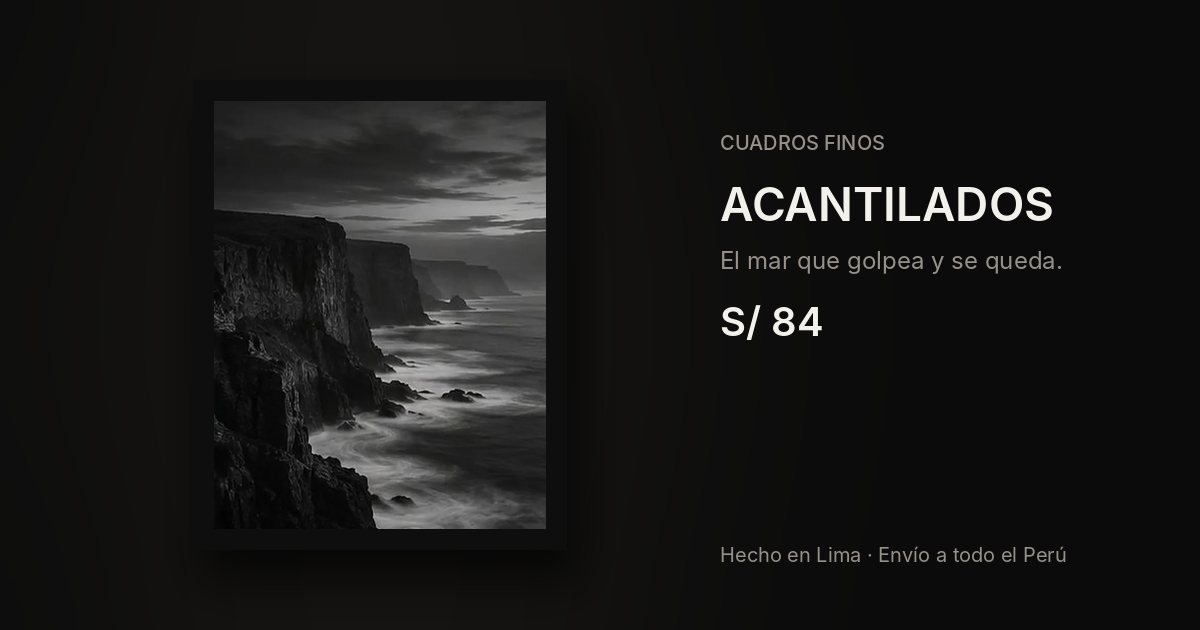 CUADROS FINOS
ACANTILADOS
El mar que golpea y se queda.
S/ 84
Hecho en Lima · Envío a todo el Perú